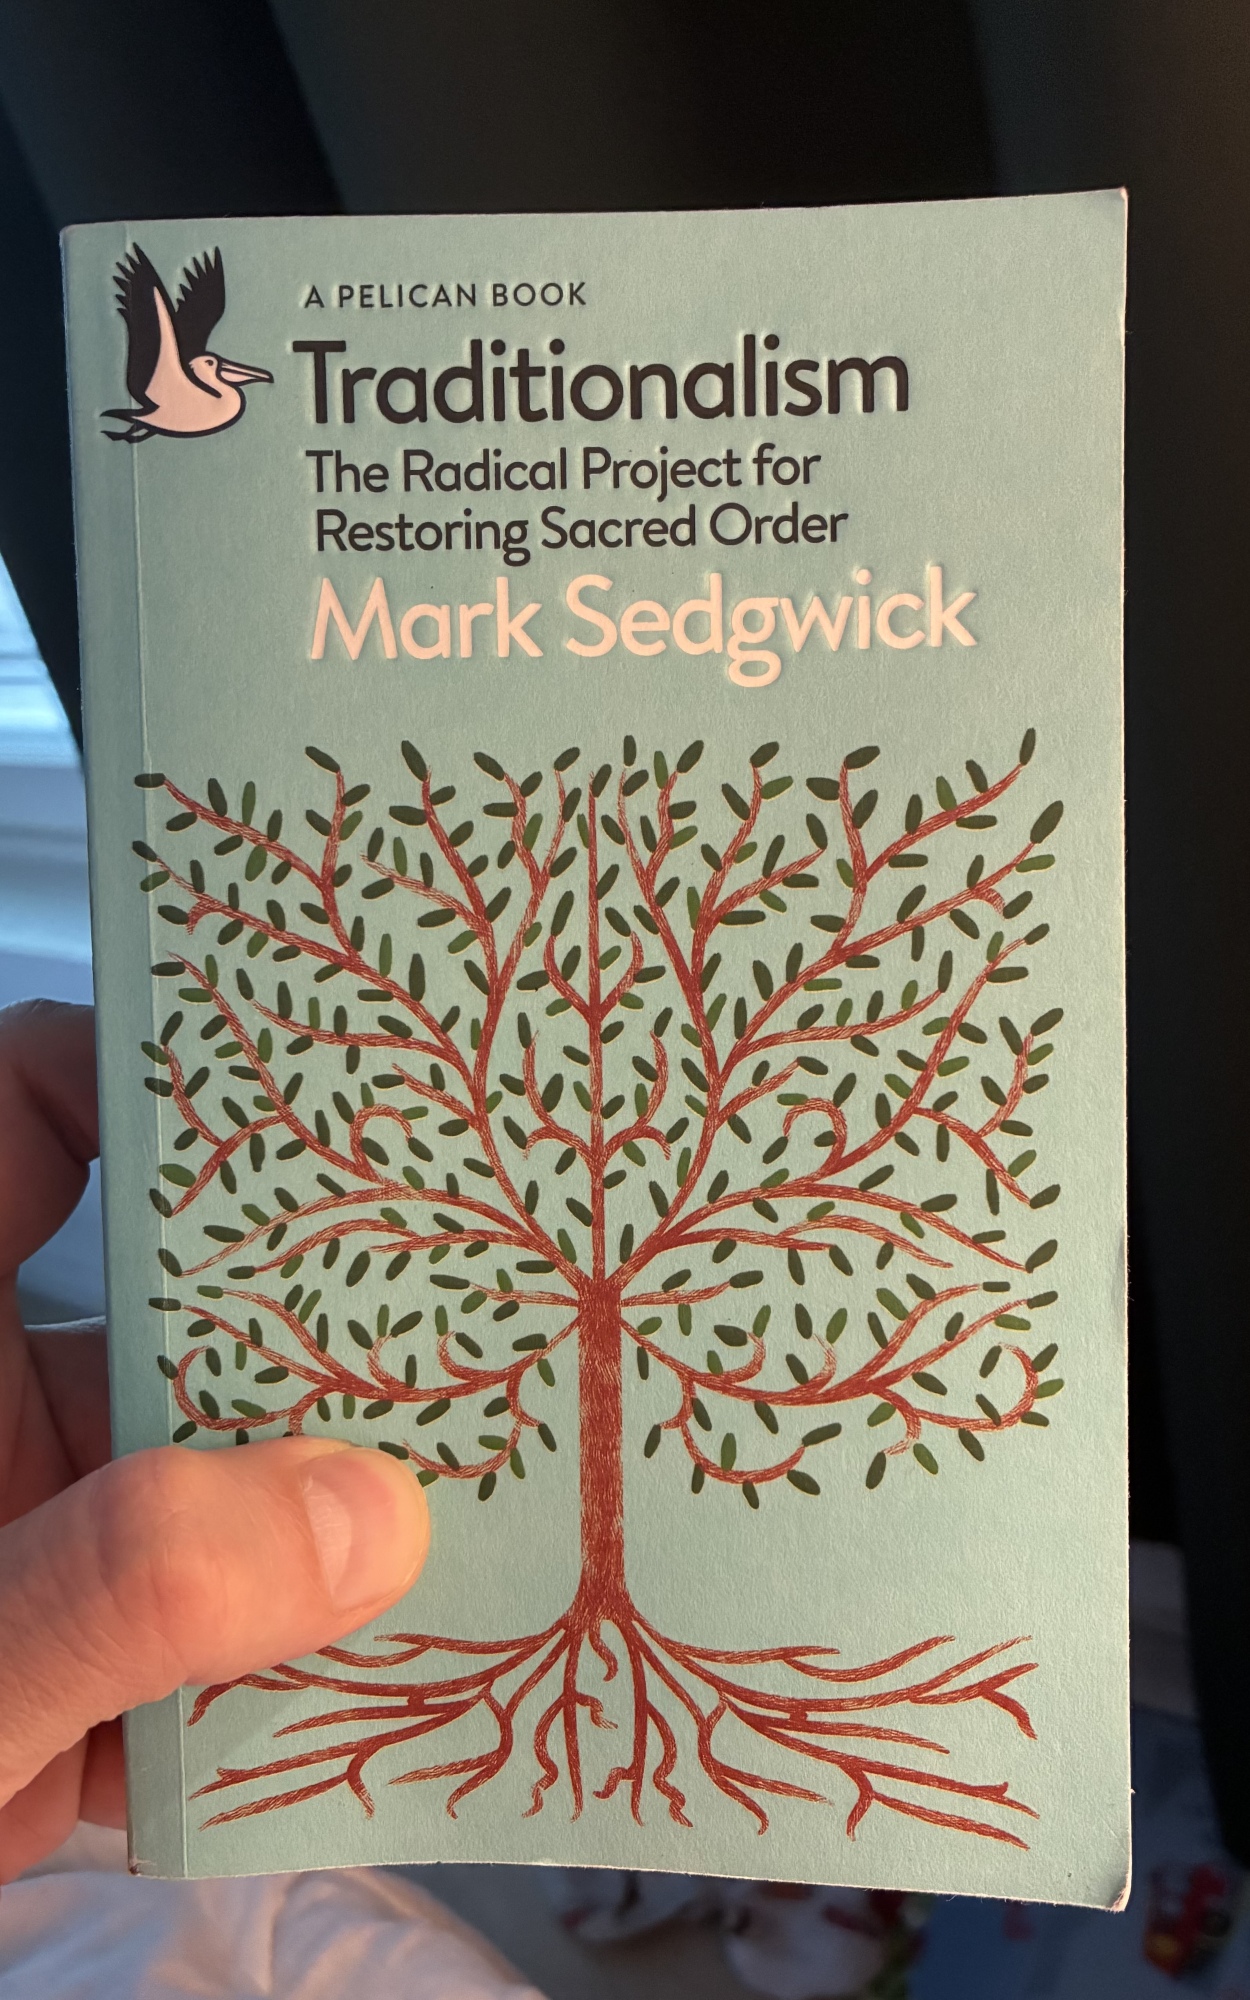 A PELICAN BOOK
Traditionalism
The Radical Project for
Restoring Sacred Order
Mark Sedgwick